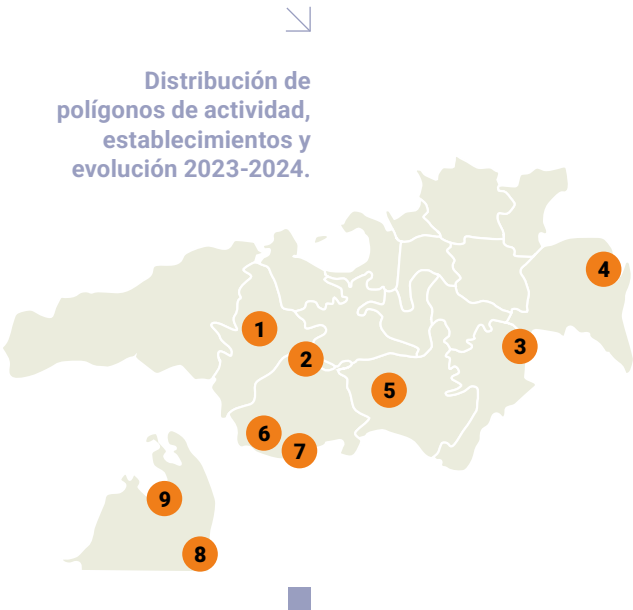 Distribución de
polígonos de actividad,
establecimientos y
evolución 2023-2024.
4
1
3
2
5
6
7
9
8